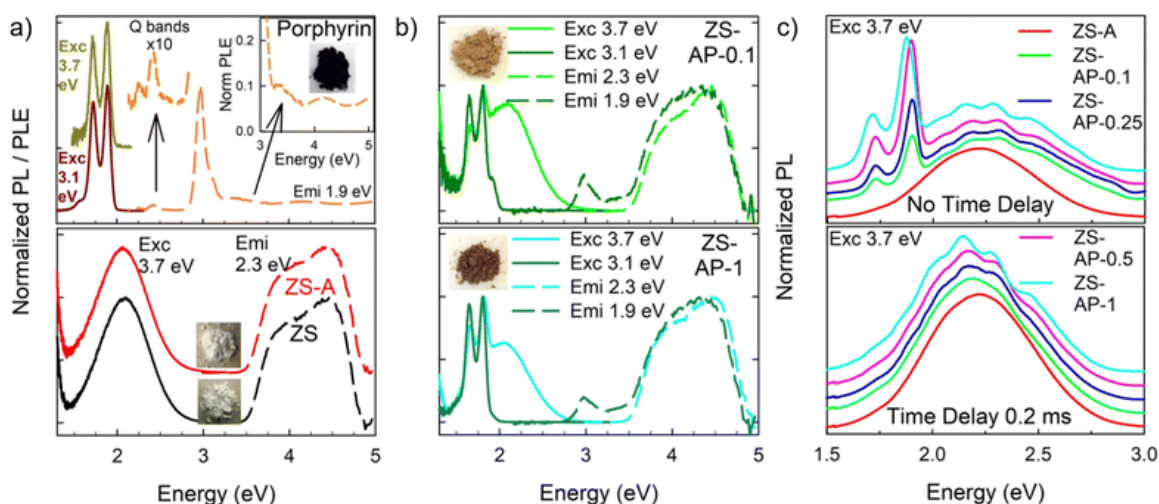 a)
Normalized PL / PLE
Exc
3.7
eV
Q bands
x10
Norm PLE
0.2
0.1
0.0
Porphyrin
4
5
Energy (eV)
Exc
3.1
eV
Emi 1.9 eV
Exc
3.7 eV
Emi
2.3 eV
ZS-A
ZS
2
3
4
5
Energy (eV)
b)
Exc 3.7 eV
Exc 3.1 eV
Emi 2.3 eV
Emi 1.9 eV
ZS-
AP-0.1
Exc 3.7 eV
Exc 3.1 eV
Emi 2.3 eV
Emi 1.9 eV
ZS-
AP-1
2
3
4
5
Energy (eV)
c)
Normalized PL
Exc 3.7 eV
ZS-A
ZS-
AP-0.1
ZS-
AP-0.25
No Time Delay
Exc 3.7 eV
ZS-
AP-0.5
ZS-
AP-1
Time Delay 0.2 ms
1.5
2.0
2.5
3.0
Energy (eV)